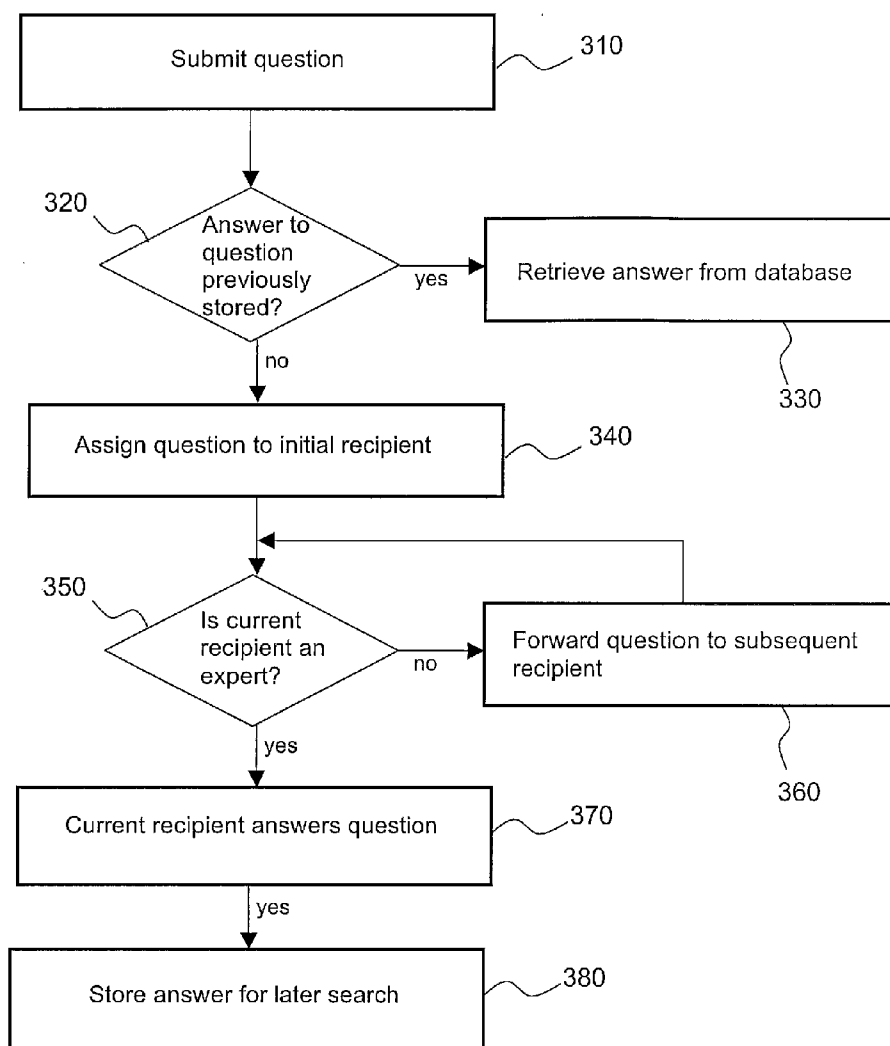 Submit question
310
320
Answer to
question
previously
stored?
yes
Retrieve answer from database
330
no
Assign question to initial recipient
340
350
Is current
recipient an
expert?
no
Forward question to subsequent
recipient
360
yes
Current recipient answers question
370
yes
Store answer for later search
380